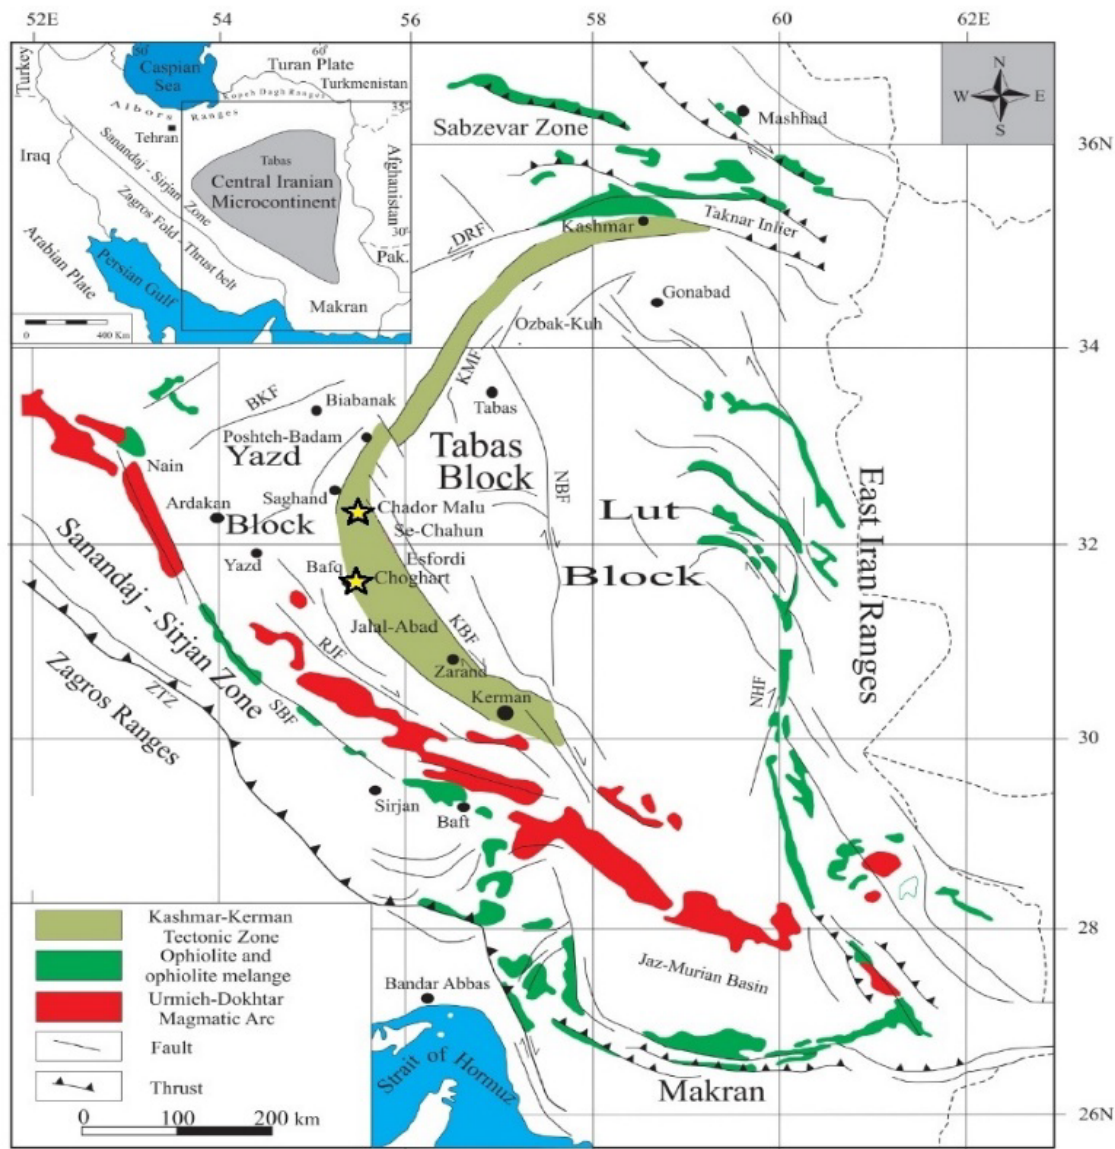 52E
54
56
58
60
62E
Turkey
50°
60°
Caspian
Sea
Turan Plate
Turkmenistan
Kopeh Dagh Ranges
35°
Albors
Ranges
Tehran
Iraq
Sanandaj - Sirjan Zone
Tabas
Central Iranian
Microcontinent
Afghanistan
Zagros Fold - Thrust belt
30°
Arabian Plate
Persian Gulf
Pak.
Makran
0
400 Km
N
W
E
S
Sabzevar Zone
Mashhad
36N
Taknar Inlier
Kashmar
DRF
Gonabad
Ozbak-Kuh
34
KMF
BKF
Biabanak
Tabas
Poshteh-Badam
Yazd
Block
Tabas
Block
Nain
Saghand
Ardakan
Chador Malu
Se-Chahun
NBF
Lut
Block
East Iran Ranges
32
Yazd
Bafq
Esfordi
Choghart
Sanandaj - Sirjan Zone
Jalal-Abad
KBF
RJF
Zarand
Kerman
NHF
Zagros Ranges
ZTZ
SBF
30
Sirjan
Baft
28
Jaz-Murian Basin
Bandar Abbas
Strait of Hormuz
Makran
26N
Kashmar-Kerman
Tectonic Zone
Ophiolite and
ophiolite melange
Urmieh-Dokhtar
Magmatic Arc
Fault
Thrust
0
100
200 km